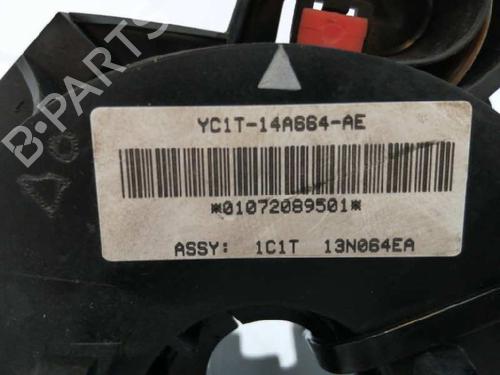 B-Parts
YC1T-14A664-AE
*01072089501*
ASSY: 1C1T 13N064EA